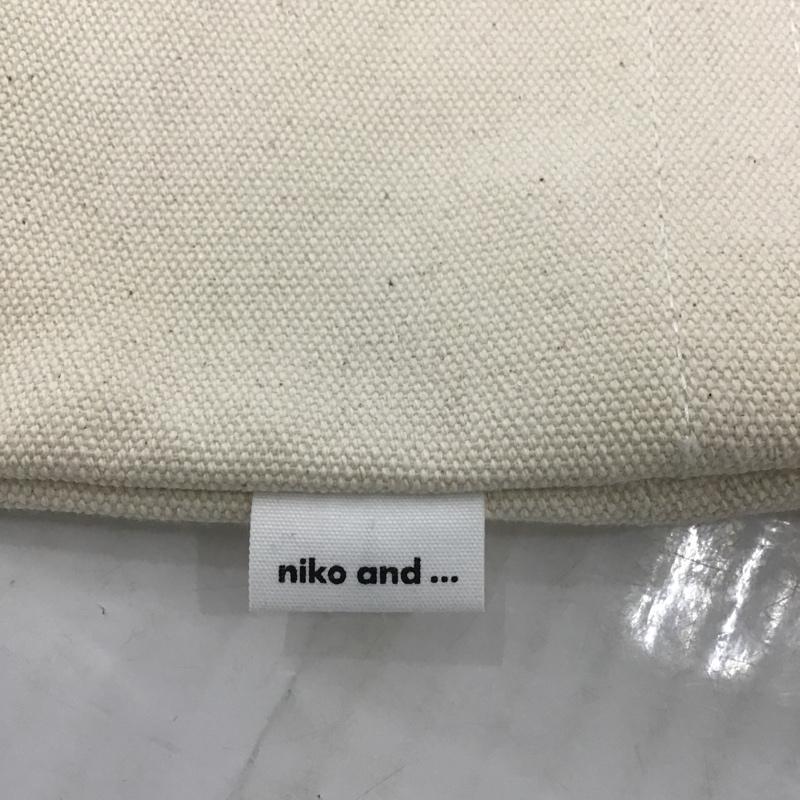 niko and ...